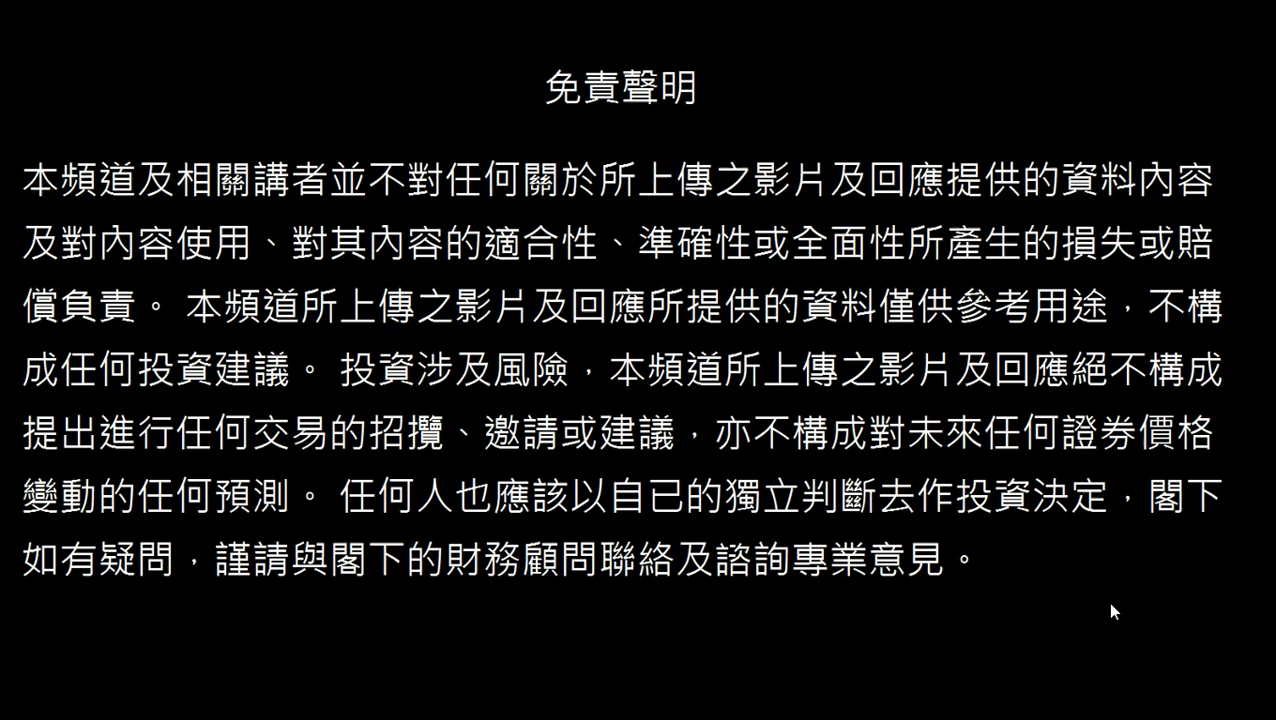 免責聲明
本頻道及相關講者並不對任何關於所上傳之影片及回應提供的資料內容
及對內容使用、對其內容的適合性、準確性或全面性所產生的損失或賠
償負責。 本頻道所上傳之影片及回應所提供的資料僅供參考用途，不構
成任何投資建議。 投資涉及風險，本頻道所上傳之影片及回應絕不構成
提出進行任何交易的招攬、邀請或建議，亦不構成對未來任何證券價格
變動的任何預測。 任何人也應該以自已的獨立判斷去作投資決定，閣下
如有疑問，謹請與閣下的財務顧問聯絡及諮詢專業意見。